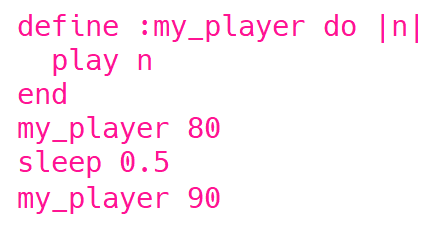 define :my_player do |n|
  play n
end
my_player 80
sleep 0.5
my_player 90